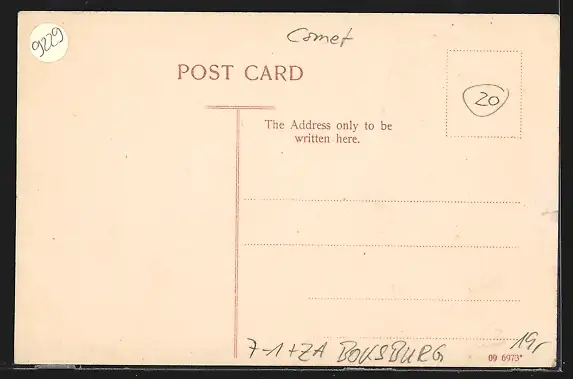 9229
Comet
POST CARD
20
The Address only to be
written here.
7-1+ZA BOKSBURG
19,-
09 6973*